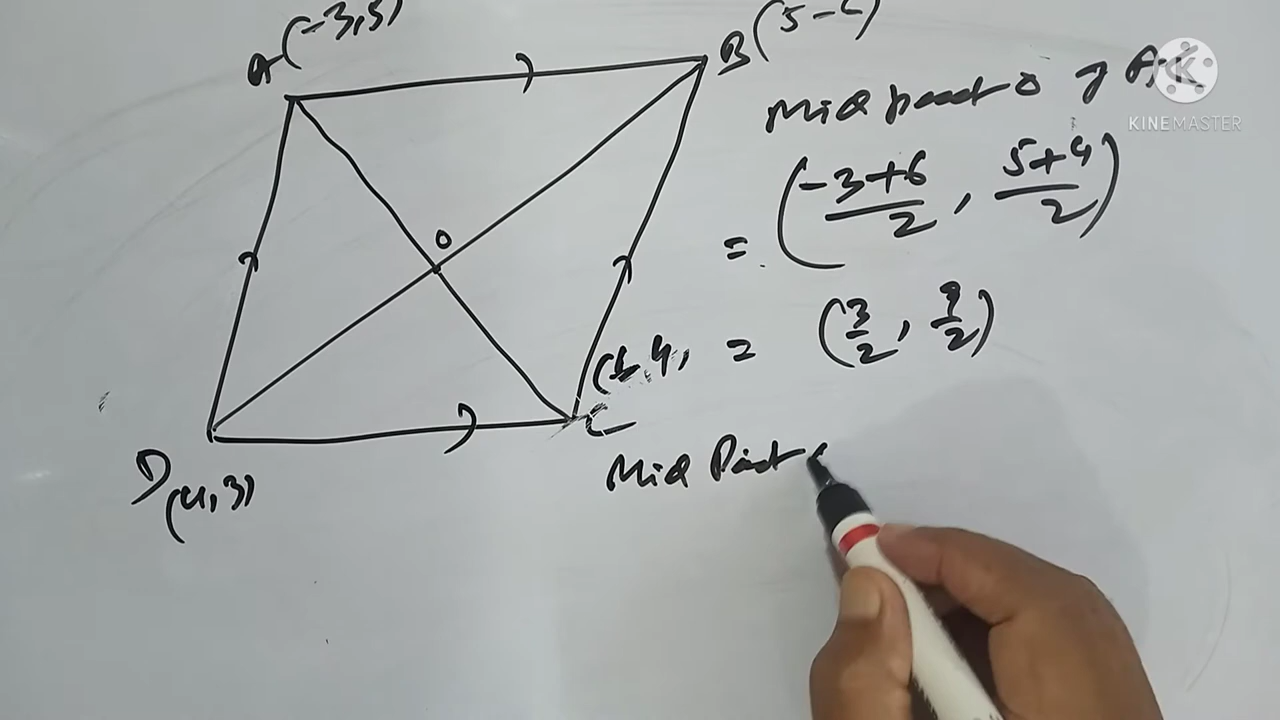 A(-3,5)
B(5-
Mid point O of AC
= (-3+6/2, 5+4/2)
O
(6,4,
= (3/2, 9/2)
C
Mid Point
D(4,3)
K
KINEMASTER